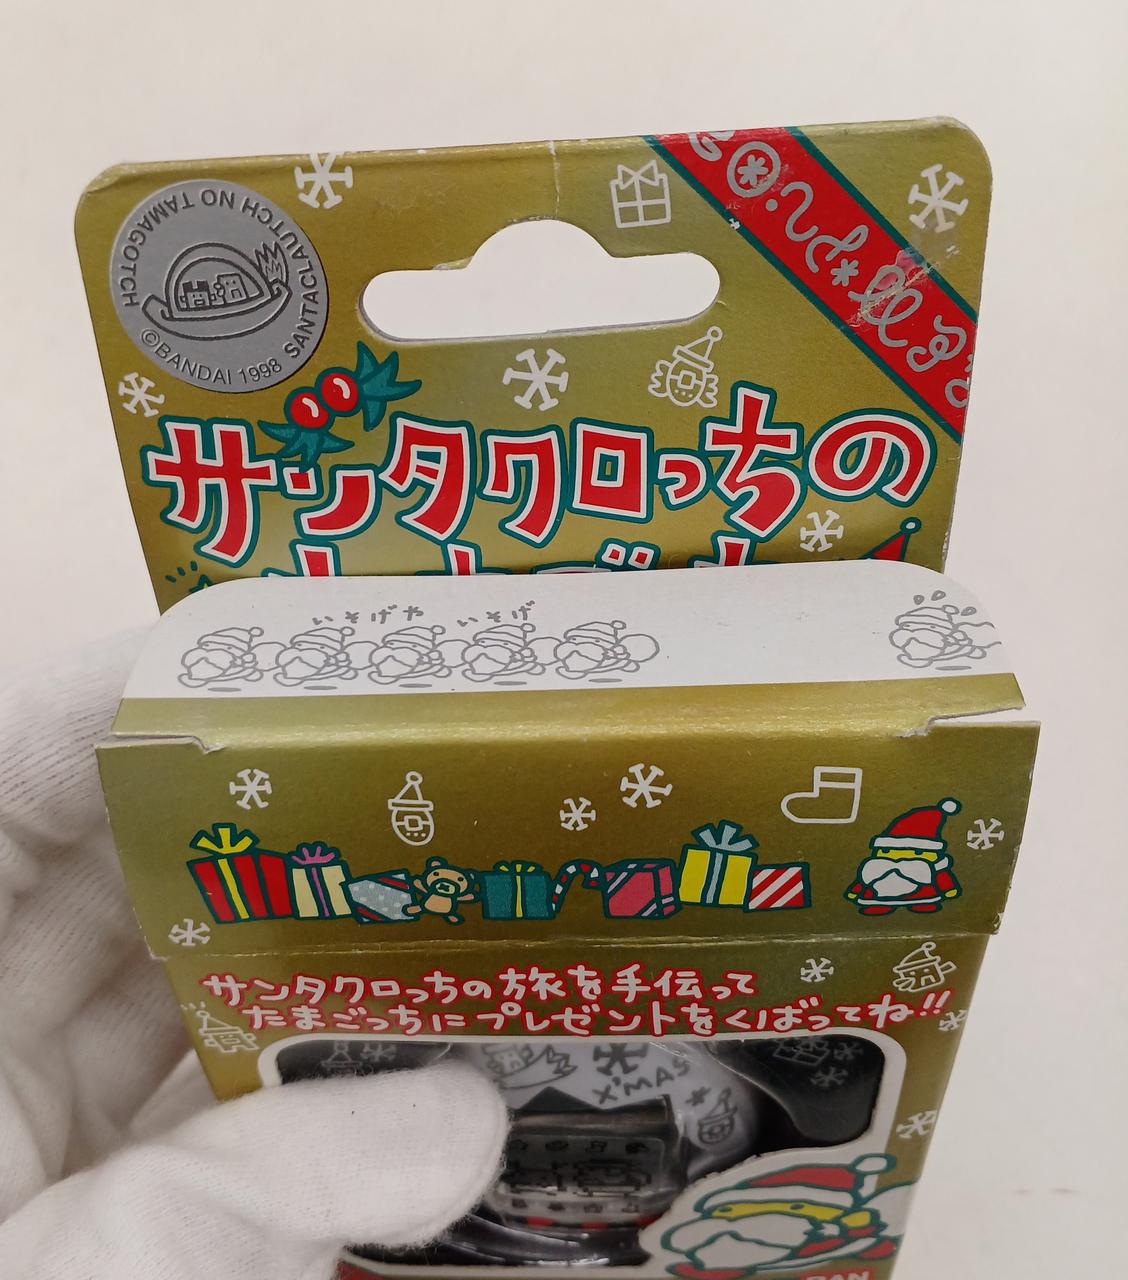 SANTACLAUTCH NO TAMAGOTCH
©BANDAI 1998
サンタクロっちの
いそげや いそげ
サンタクロっちの旅を手伝って
たまごっちにプレゼントをくばってね!!
X'MAS
BAN